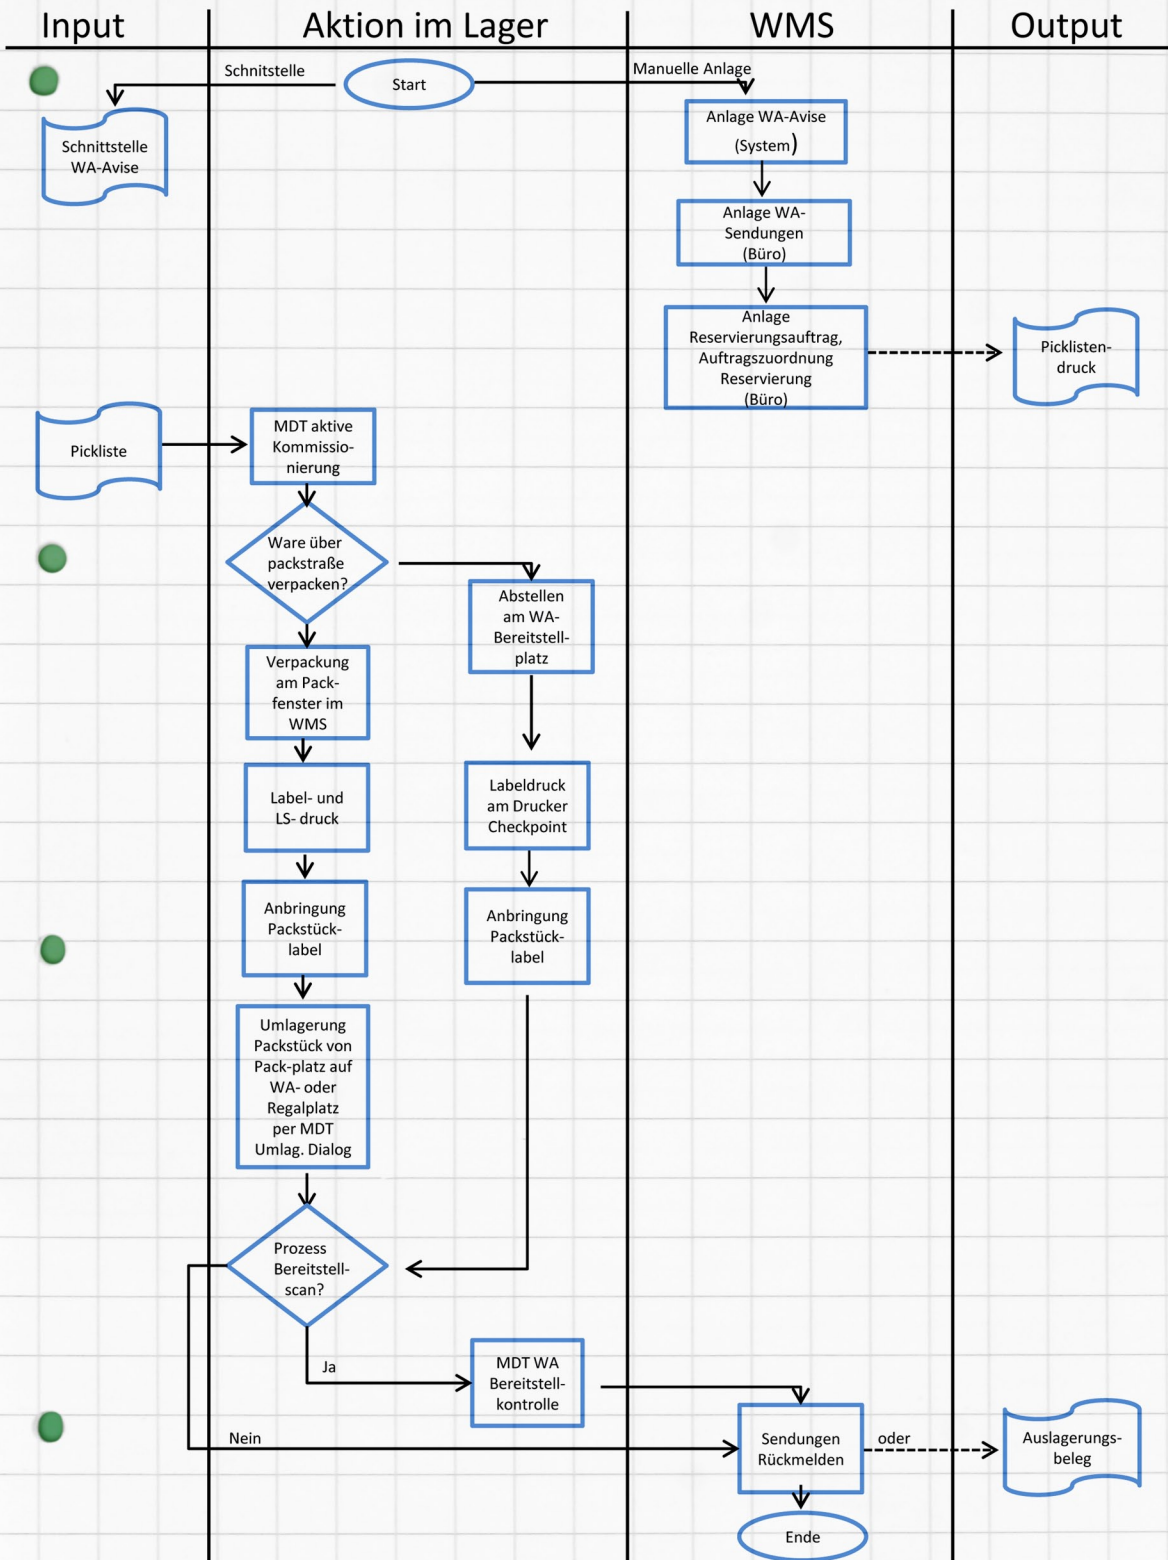 Input
Aktion im Lager
WMS
Output
Schnitstelle
Start
Manuelle Anlage
Schnittstelle
WA-Avise
Anlage WA-Avise
(System)
Anlage WA-
Sendungen
(Büro)
Anlage
Reservierungsauftrag,
Auftragszuordnung
Reservierung
(Büro)
Picklisten-
druck
Pickliste
MDT aktive
Kommissio-
nierung
Ware über
packstraße
verpacken?
Abstellen
am WA-
Bereitstell-
platz
Verpackung
am Pack-
fenster im
WMS
Label- und
LS- druck
Labeldruck
am Drucker
Checkpoint
Anbringung
Packstück-
label
Anbringung
Packstück-
label
Umlagerung
Packstück von
Pack-platz auf
WA- oder
Regalplatz
per MDT
Umlag. Dialog
Prozess
Bereitstell-
scan?
Ja
MDT WA
Bereitstell-
kontrolle
Nein
Sendungen
Rückmelden
oder
Auslagerungs-
beleg
Ende